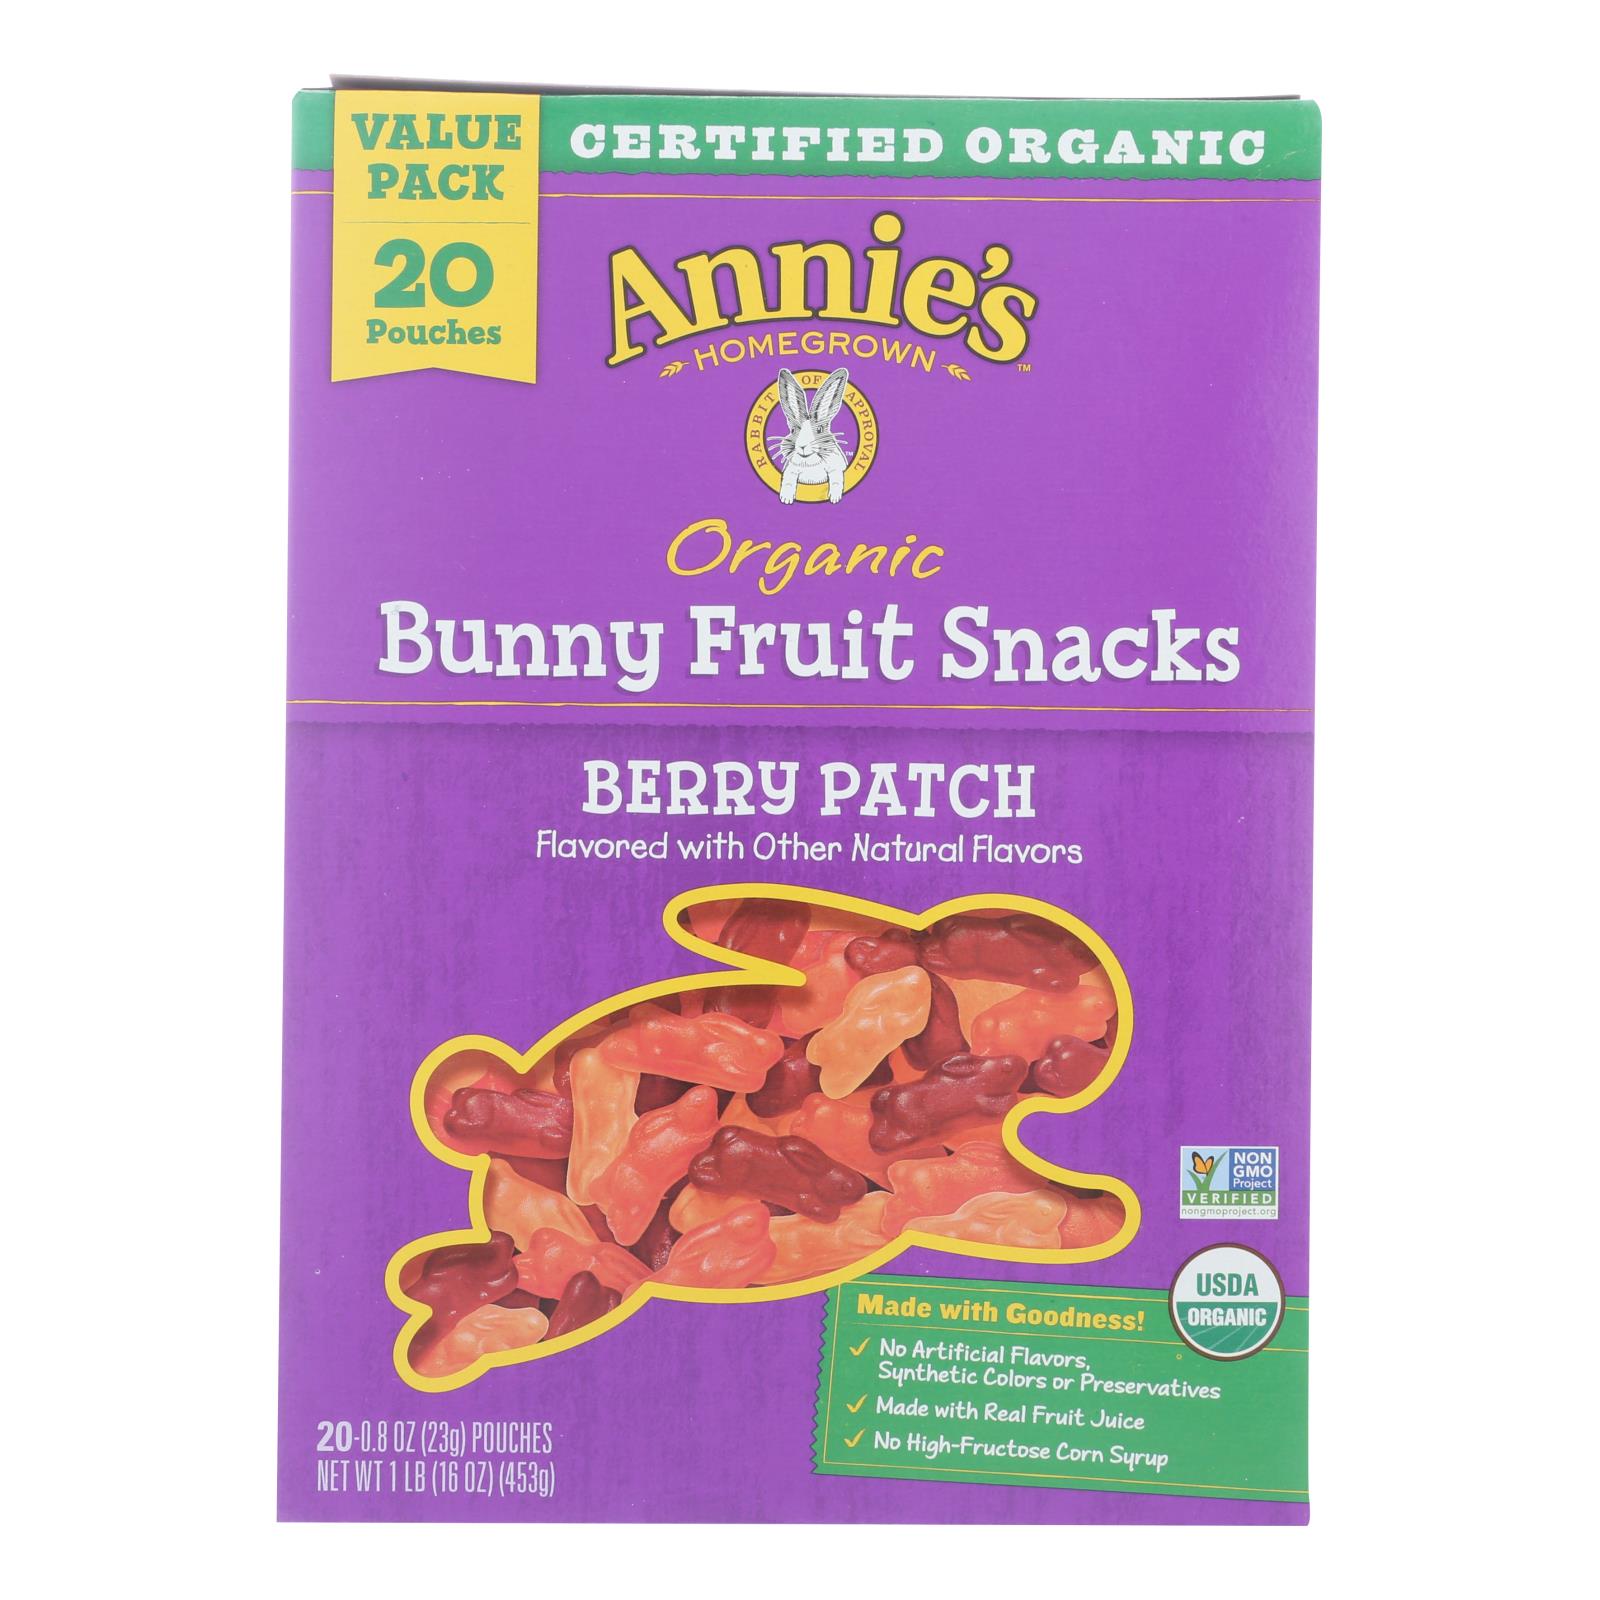 VALUE
PACK
20
Pouches
CERTIFIED ORGANIC
Annie's
HOMEGROWN™
RABBIT OF APPROVAL™
Organic
Bunny Fruit Snacks
BERRY PATCH
Flavored with Other Natural Flavors
NON
GMO
Project
VERIFIED
nongmoproject.org
USDA
ORGANIC
Made with Goodness!
No Artificial Flavors,
Synthetic Colors or Preservatives
Made with Real Fruit Juice
No High-Fructose Corn Syrup
20-0.8 OZ (23g) POUCHES
NET WT 1 LB (16 OZ) (453g)